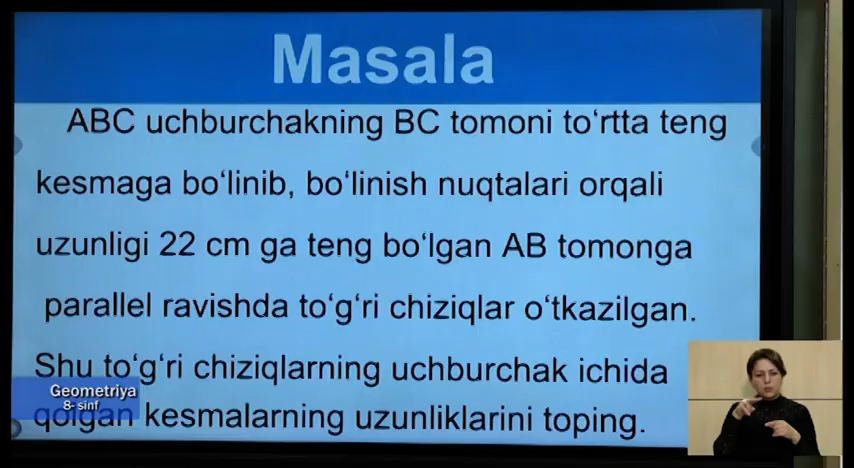 Masala
ABC uchburchakning BC tomoni to‘rtta teng
kesmaga bo‘linib, bo‘linish nuqtalari orqali
uzunligi 22 cm ga teng bo‘lgan AB tomonga
parallel ravishda to‘g‘ri chiziqlar o‘tkazilgan.
Shu to‘g‘ri chiziqlarning uchburchak ichida
qolgan kesmalarning uzunliklarini toping.
Geometriya
8- sinf